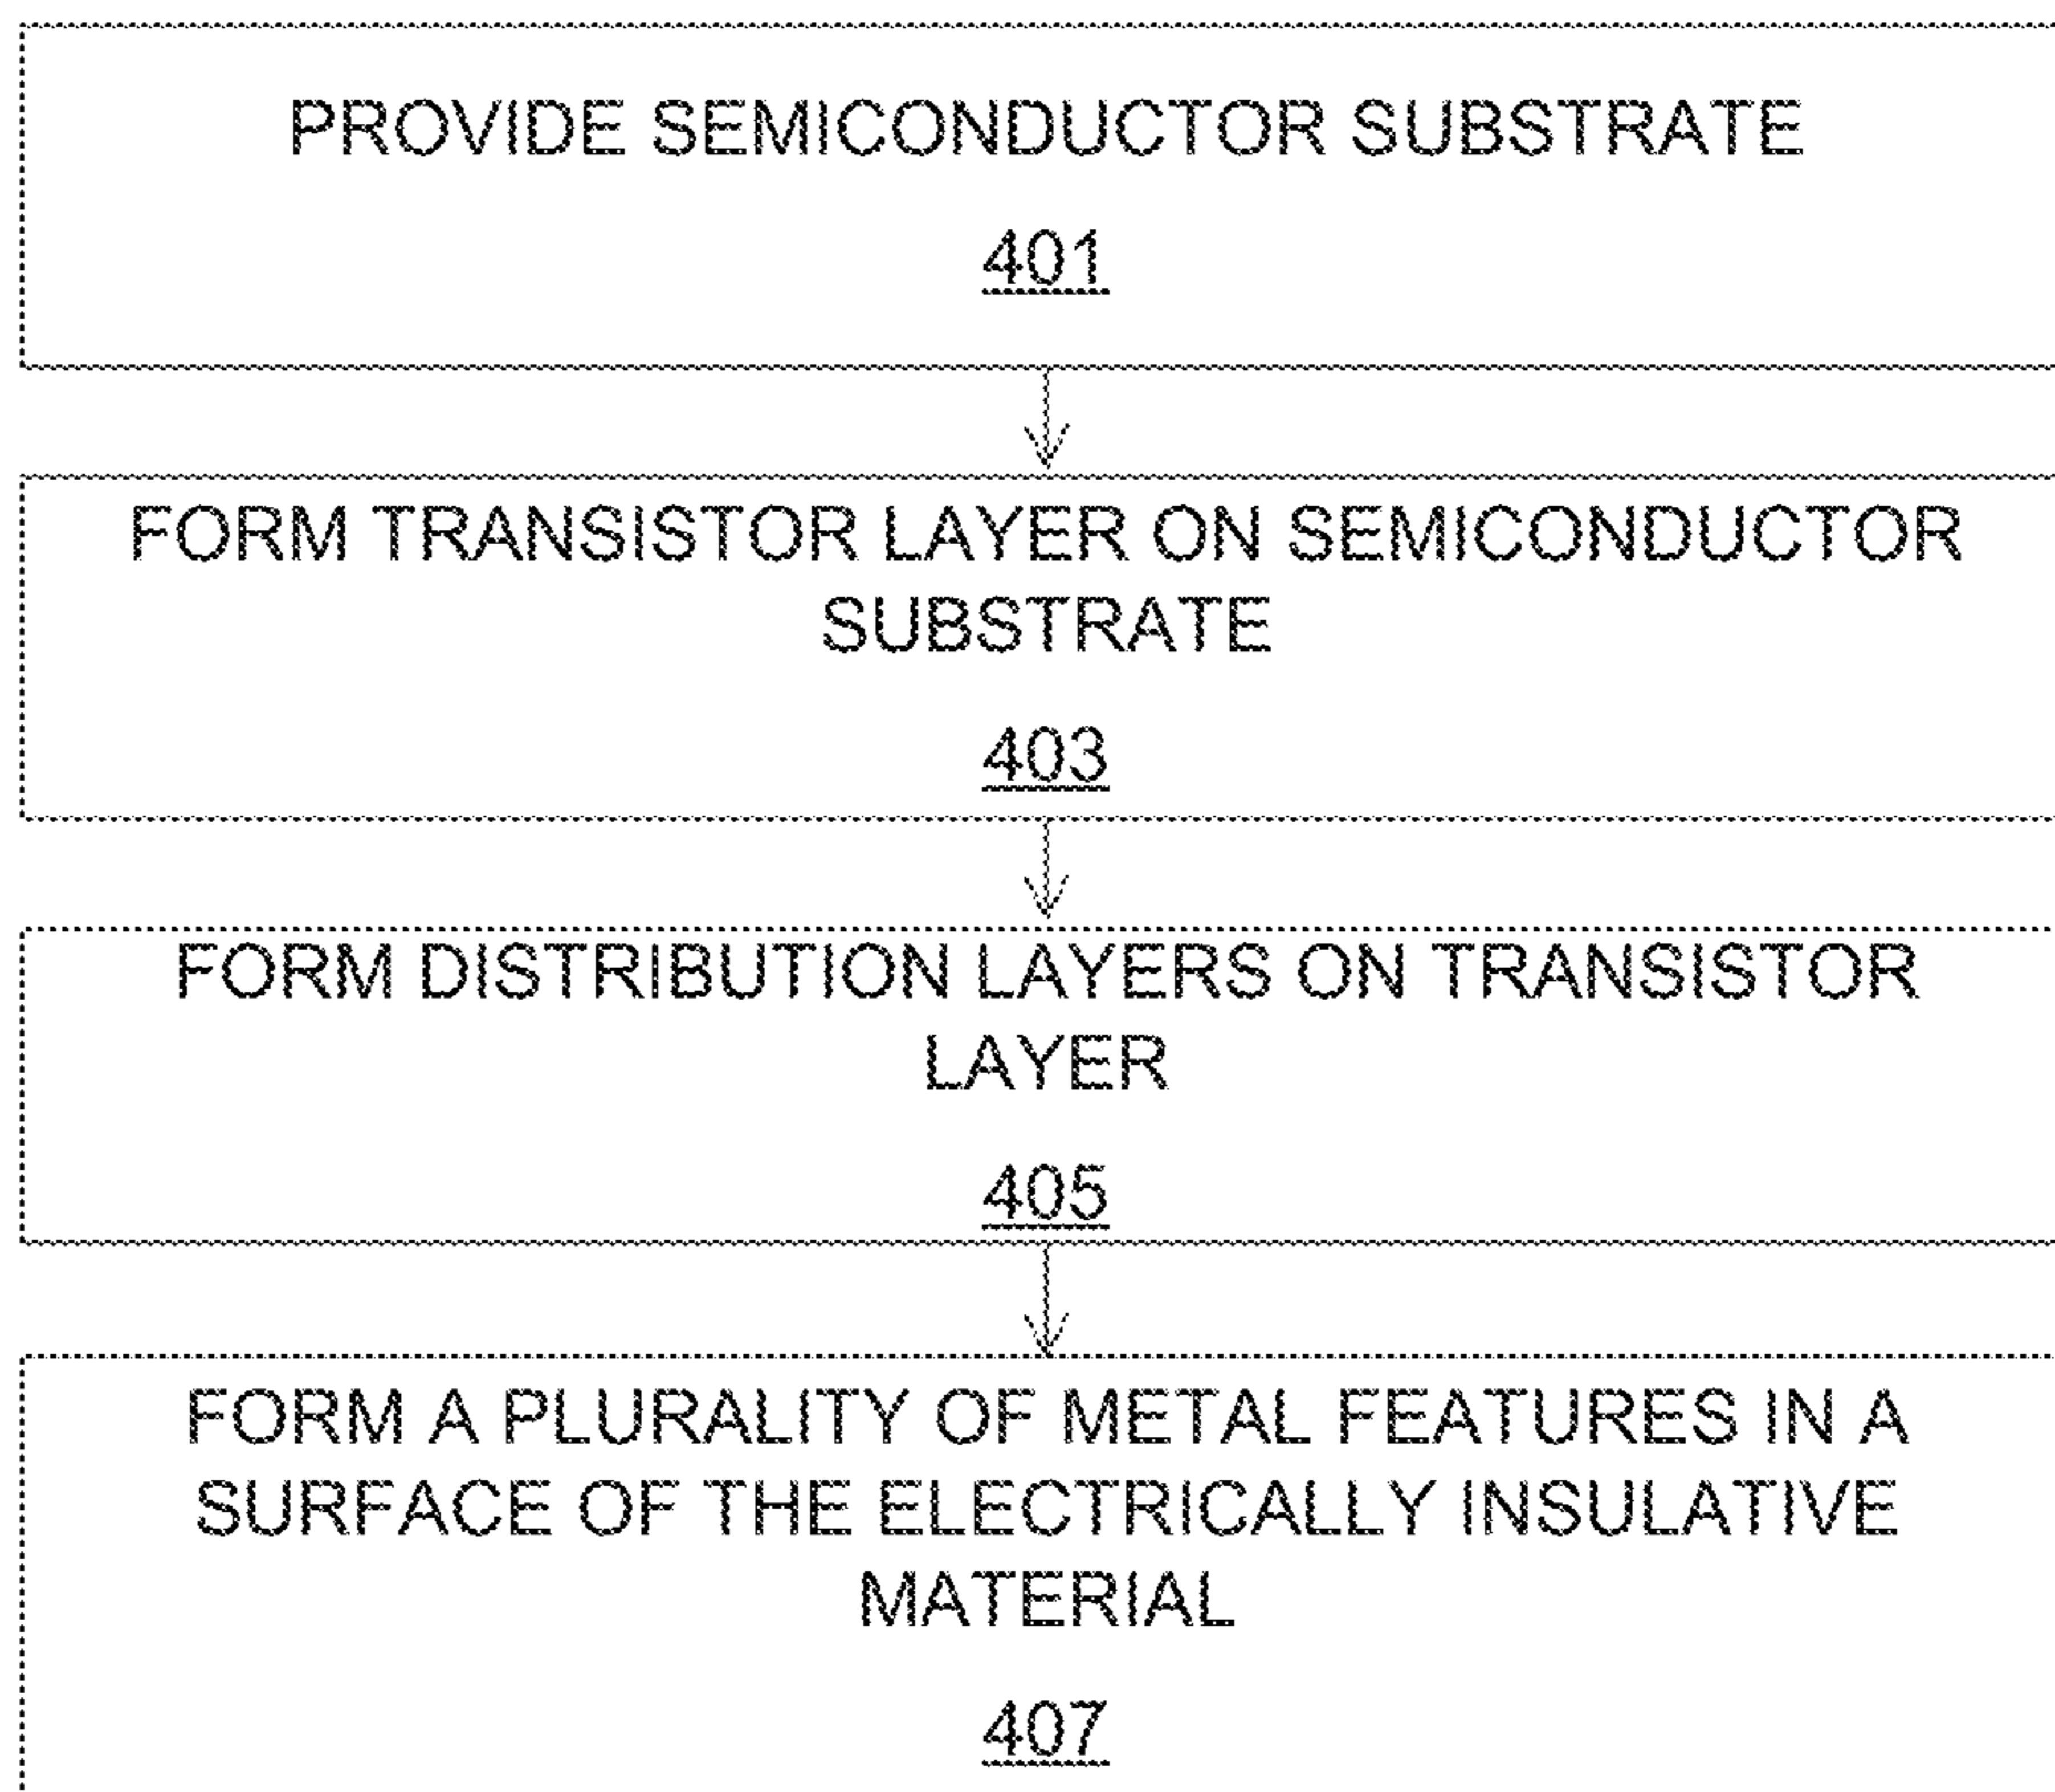 PROVIDE SEMICONDUCTOR SUBSTRATE
401
FORM TRANSISTOR LAYER ON SEMICONDUCTOR
SUBSTRATE
403
FORM DISTRIBUTION LAYERS ON TRANSISTOR
LAYER
405
FORM A PLURALITY OF METAL FEATURES IN A
SURFACE OF THE ELECTRICALLY INSULATIVE
MATERIAL
407